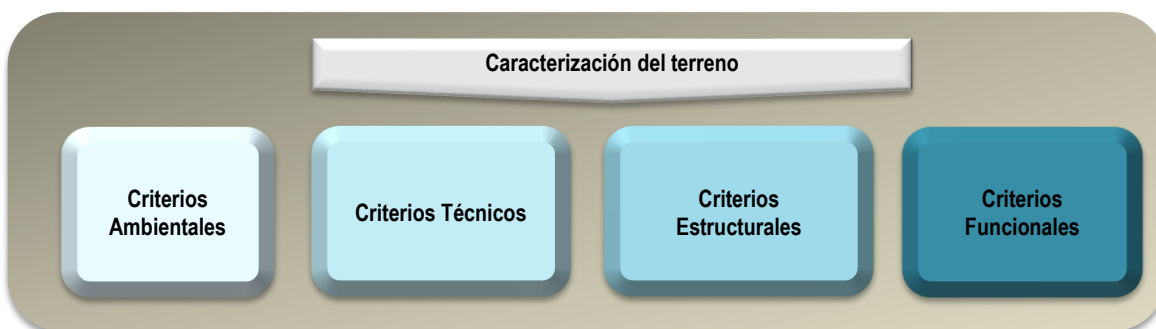 Caracterización del terreno
Criterios
Ambientales
Criterios Técnicos
Criterios
Estructurales
Criterios
Funcionales